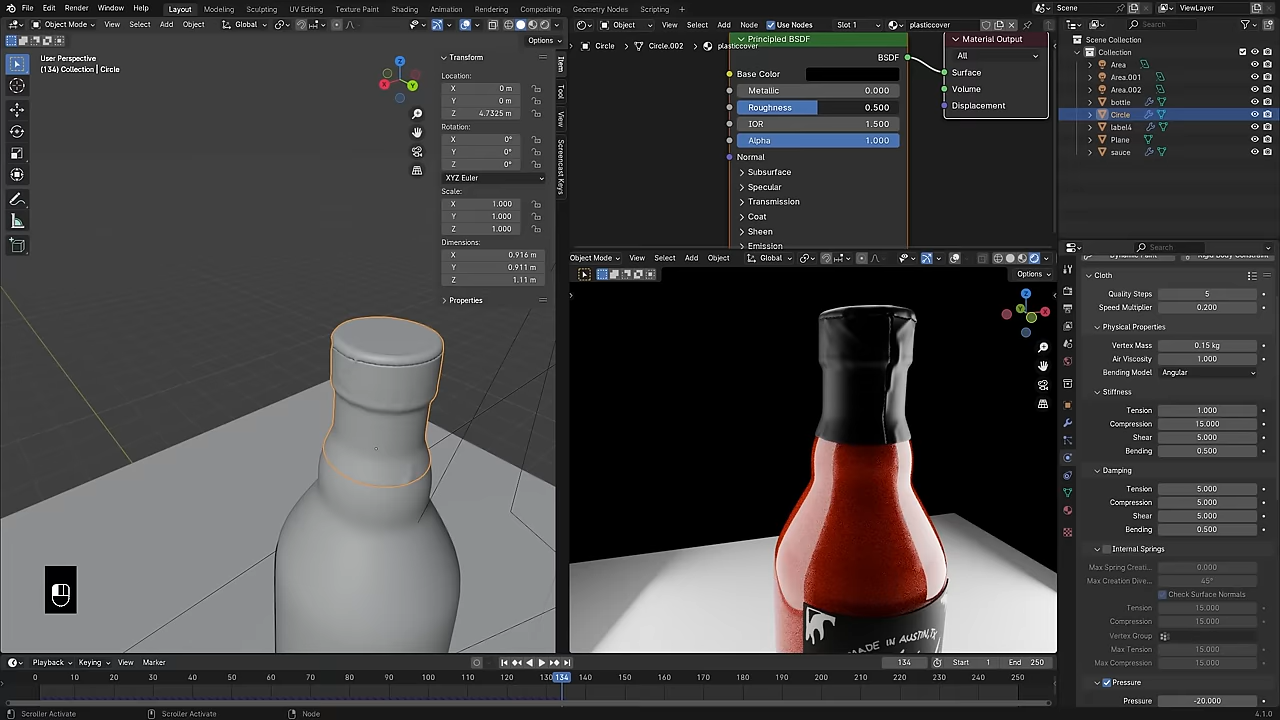 File Edit Render Window Help Layout Modeling Sculpting UV Editing Texture Paint Shading Animation Rendering Compositing Geometry Nodes Scripting Scene ViewLayer
Object Mode View Select Add Object Global Object View Select Add Node Use Nodes Slot 1 plasticcover Search
Options
User Perspective
(134) Collection | Circle
Transform
Location:
X 0 m
Y 0 m
Z 4.7325 m
Rotation:
X 0°
Y 0°
Z 0°
XYZ Euler
Scale:
X 1.000
Y 1.000
Z 1.000
Dimensions:
X 0.916 m
Y 0.911 m
Z 1.11 m
Properties
Item
Tool
View
Screencast Keys
Z
X
Y
Circle Circle.002 plasticcover
Principled BSDF
BSDF
Base Color
Metallic 0.000
Roughness 0.500
IOR 1.500
Alpha 1.000
Normal
Subsurface
Specular
Transmission
Coat
Sheen
Emission
Material Output
All
Surface
Volume
Displacement
Object Mode View Select Add Object Global
Options
Z
X
Y
MADE IN AUSTIN, TX
Scene Collection
Collection
Area
Area.001
Area.002
bottle
Circle
label4
Plane
sauce
Search
Cloth
Quality Steps 5
Speed Multiplier 0.200
Physical Properties
Vertex Mass 0.15 kg
Air Viscosity 1.000
Bending Model Angular
Stiffness
Tension 1.000
Compression 15.000
Shear 5.000
Bending 0.500
Damping
Tension 5.000
Compression 5.000
Shear 5.000
Bending 0.500
Internal Springs
Max Spring Creati... 0.000
Max Creation Dive... 45°
Check Surface Normals
Tension 15.000
Compression 15.000
Vertex Group
Max Tension 15.000
Max Compression 15.000
Pressure
Pressure -20.000
Playback Keying View Marker 134 Start 1 End 250
0 10 20 30 40 50 60 70 80 90 100 110 120 130 134 140 150 160 170 180 190 200 210 220 230 240 250
Scroller Activate Scroller Activate Node 4.1.0